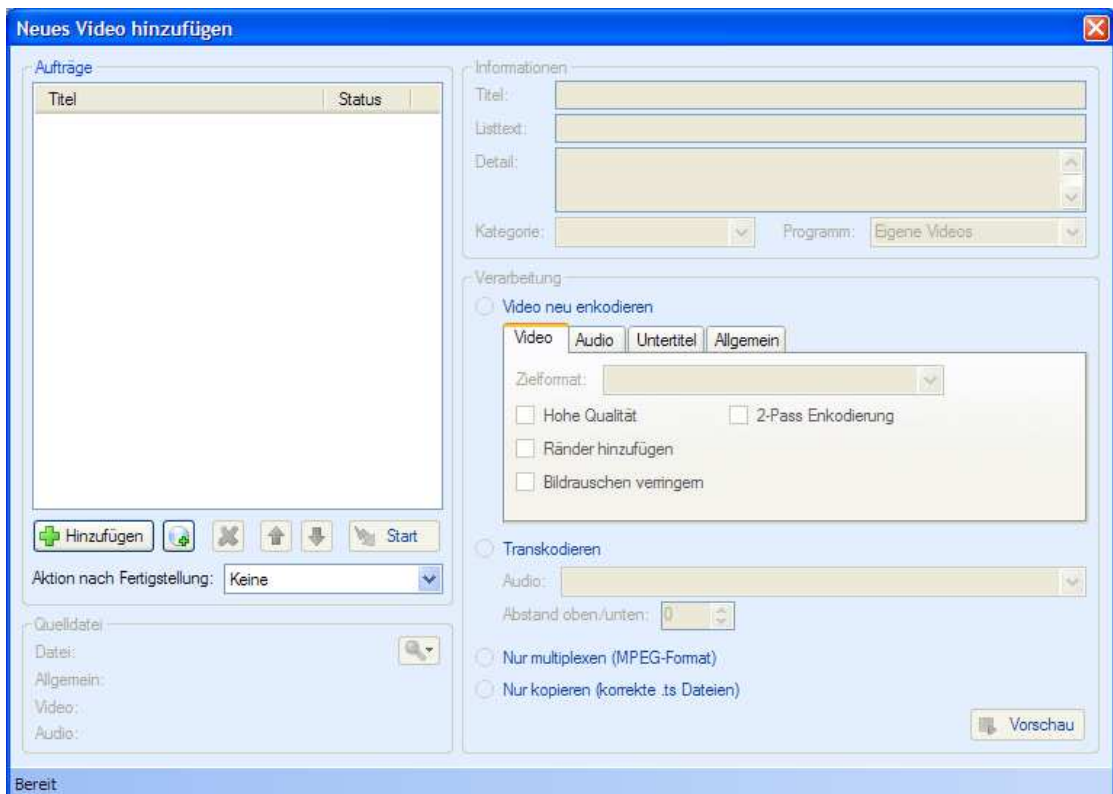 Neues Video hinzufügen
Aufträge
Titel Status
Hinzufügen Start
Aktion nach Fertigstellung: Keine
Quelldatei
Datei:
Allgemein:
Video:
Audio:
Informationen
Titel:
Listtext:
Detail:
Kategorie: Programm: Eigene Videos
Verarbeitung
Video neu enkodieren
Video Audio Untertitel Allgemein
Zielformat:
Hohe Qualität 2-Pass Enkodierung
Ränder hinzufügen
Bildrauschen verringern
Transkodieren
Audio:
Abstand oben/unten: 0
Nur multiplexen (MPEG-Format)
Nur kopieren (korrekte .ts Dateien)
Vorschau
Bereit